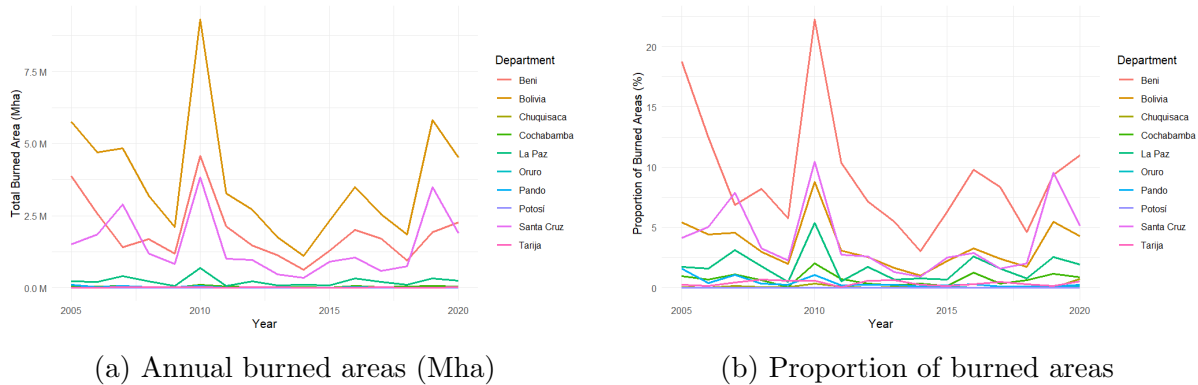 Total Burned Area (Mha)
7.5 M
5.0 M
2.5 M
0.0 M
2005
2010
2015
2020
Year
Department
Beni
Bolivia
Chuquisaca
Cochabamba
La Paz
Oruro
Pando
Potosí
Santa Cruz
Tarija
(a) Annual burned areas (Mha)
Proportion of Burned Areas (%)
20
15
10
5
0
2005
2010
2015
2020
Year
Department
Beni
Bolivia
Chuquisaca
Cochabamba
La Paz
Oruro
Pando
Potosí
Santa Cruz
Tarija
(b) Proportion of burned areas